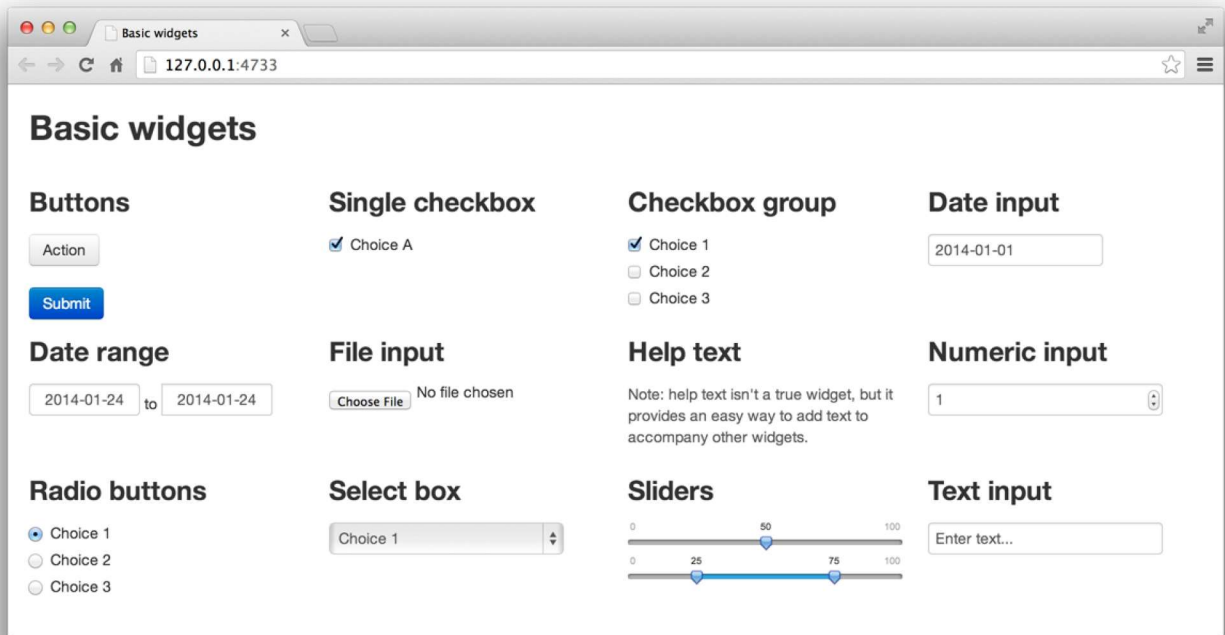 Basic widgets
127.0.0.1:4733
Basic widgets
Buttons
Action
Submit
Single checkbox
Choice A
Checkbox group
Choice 1
Choice 2
Choice 3
Date input
2014-01-01
Date range
2014-01-24 to 2014-01-24
File input
Choose File No file chosen
Help text
Note: help text isn't a true widget, but it
provides an easy way to add text to
accompany other widgets.
Numeric input
1
Radio buttons
Choice 1
Choice 2
Choice 3
Select box
Choice 1
Sliders
0 50 100
0 25 75 100
Text input
Enter text...